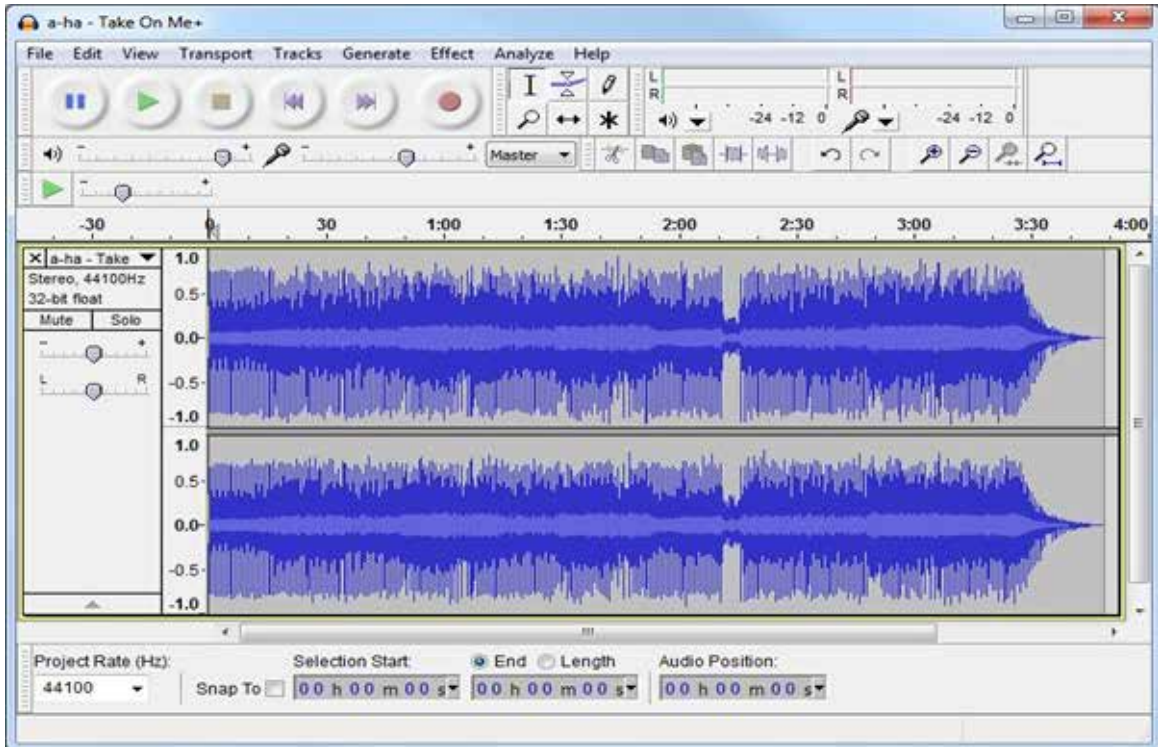 a-ha - Take On Me+
File Edit View Transport Tracks Generate Effect Analyze Help
L L
R R
-24 -12 0 -24 -12 0
- + - + Master
- +
-30 0 30 1:00 1:30 2:00 2:30 3:00 3:30 4:00
X a-ha - Take 1.0
Stereo, 44100Hz
32-bit float 0.5
Mute Solo
0.0
- +
L R -0.5
-1.0
1.0
0.5
0.0
-0.5
-1.0
Project Rate (Hz): Selection Start: End Length Audio Position:
44100 Snap To 00 h 00 m 00 s 00 h 00 m 00 s 00 h 00 m 00 s